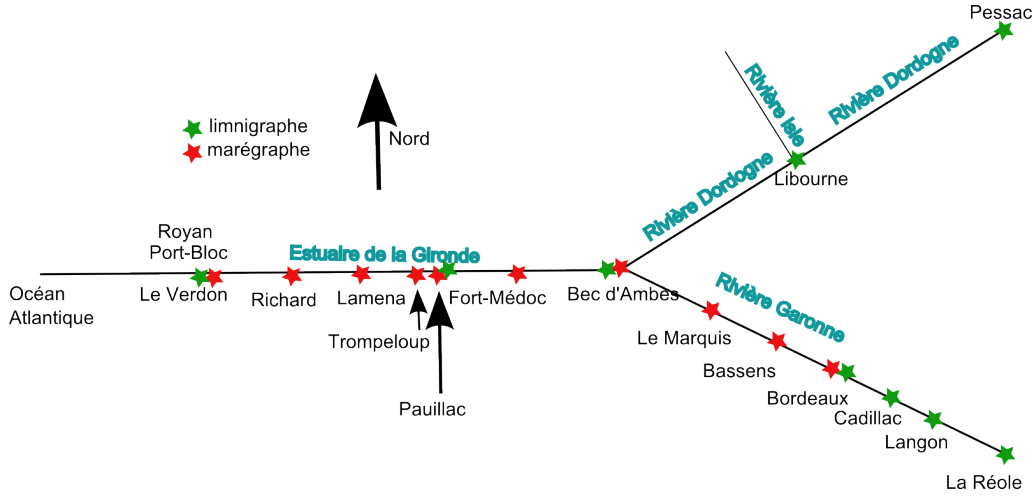 Pessac
Rivière Dordogne
Rivière Isle
limnigraphe
marégraphe
Nord
Libourne
Rivière Dordogne
Royan
Port-Bloc
Estuaire de la Gironde
Océan
Atlantique
Le Verdon
Richard
Lamena
Fort-Médoc
Bec d'Ambes
Rivière Garonne
Trompeloup
Le Marquis
Bassens
Pauillac
Bordeaux
Cadillac
Langon
La Réole